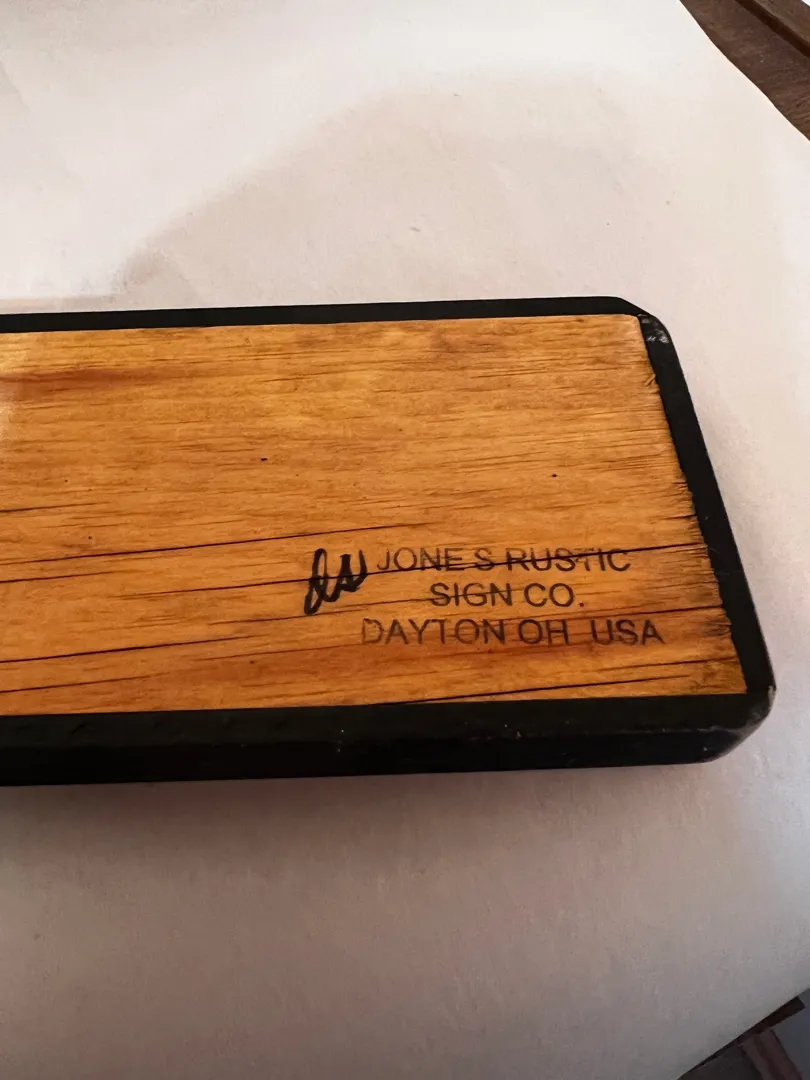 JONE S RUSTIC
SIGN CO.
DAYTON OH USA